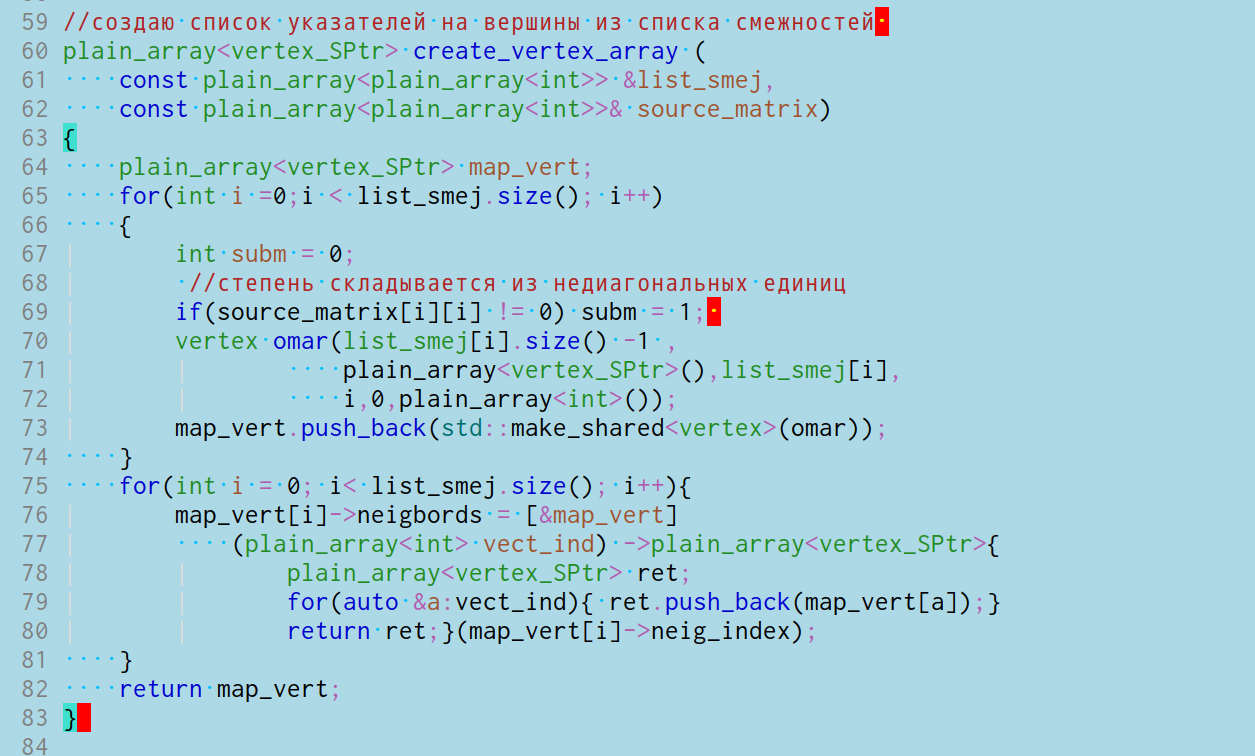 59 //создаю список указателей на вершины из списка смежностей
60 plain_array<vertex_SPtr> create_vertex_array (
61     const plain_array<plain_array<int>> &list_smej,
62     const plain_array<plain_array<int>>& source_matrix)
63 {
64     plain_array<vertex_SPtr> map_vert;
65     for(int i =0;i < list_smej.size(); i++)
66     {
67         int subm = 0;
68          //степень складывается из недиагональных единиц
69         if(source_matrix[i][i] != 0) subm = 1;
70         vertex omar(list_smej[i].size() -1 ,
71                     plain_array<vertex_SPtr>(),list_smej[i],
72                     i,0,plain_array<int>());
73         map_vert.push_back(std::make_shared<vertex>(omar));
74     }
75     for(int i = 0; i< list_smej.size(); i++){
76         map_vert[i]->neigbords = [&map_vert]
77             (plain_array<int> vect_ind) ->plain_array<vertex_SPtr>{
78                 plain_array<vertex_SPtr> ret;
79                 for(auto &a:vect_ind){ ret.push_back(map_vert[a]);}
80                 return ret;}(map_vert[i]->neig_index);
81     }
82     return map_vert;
83 }
84